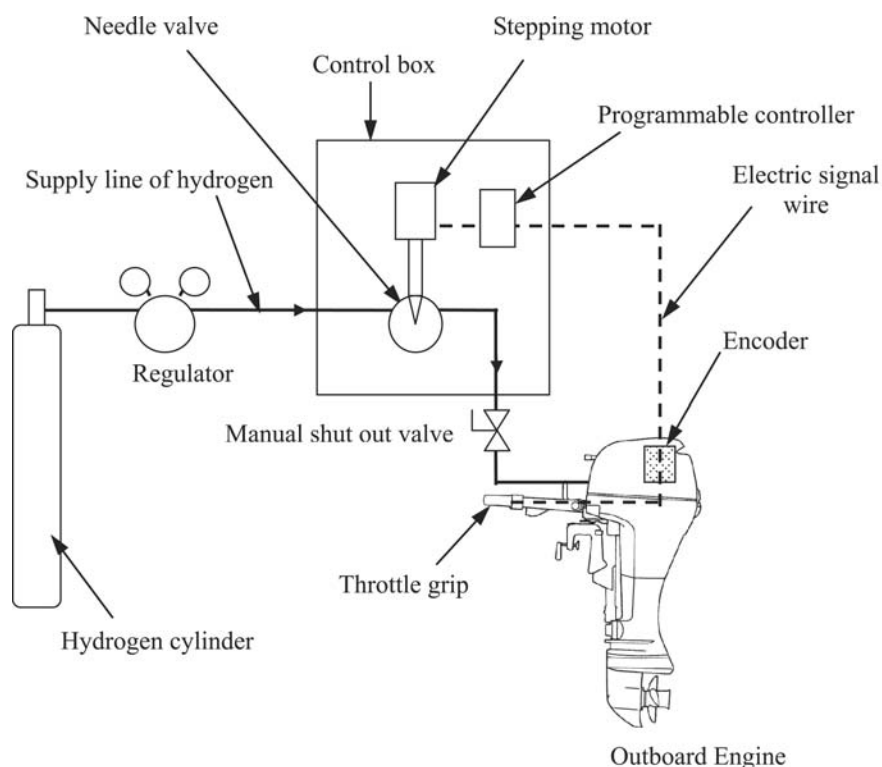 Needle valve
Stepping motor
Control box
Programmable controller
Supply line of hydrogen
Electric signal
wire
Encoder
Regulator
Manual shut out valve
Throttle grip
Hydrogen cylinder
Outboard Engine